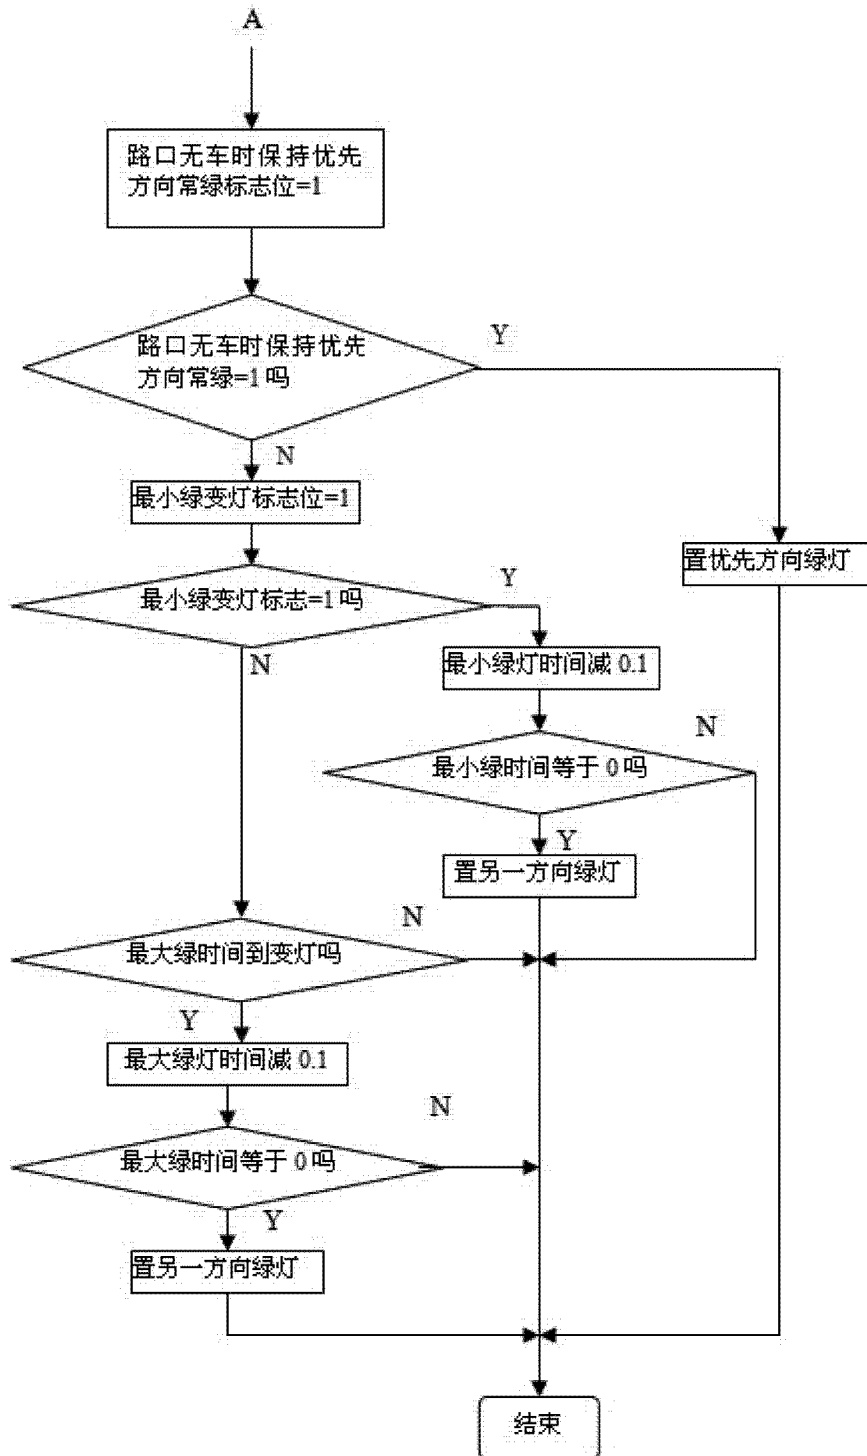 A
路口无车时保持优先
方向常绿标志位=1
路口无车时保持优先
方向常绿=1吗
Y
N
最小绿变灯标志位=1
置优先方向绿灯
最小绿变灯标志=1吗
Y
N
最小绿灯时间减 0.1
最小绿时间等于 0吗
N
Y
置另一方向绿灯
最大绿时间到变灯吗
N
Y
最大绿灯时间减 0.1
最大绿时间等于 0吗
N
Y
置另一方向绿灯
结束